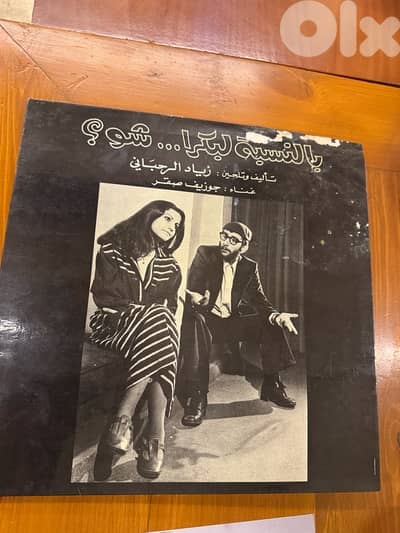 OLX
بالنسبة لبكرا... شو؟
تأليف وتلحين : زياد الرحباني
غناء : جوزيف صقر